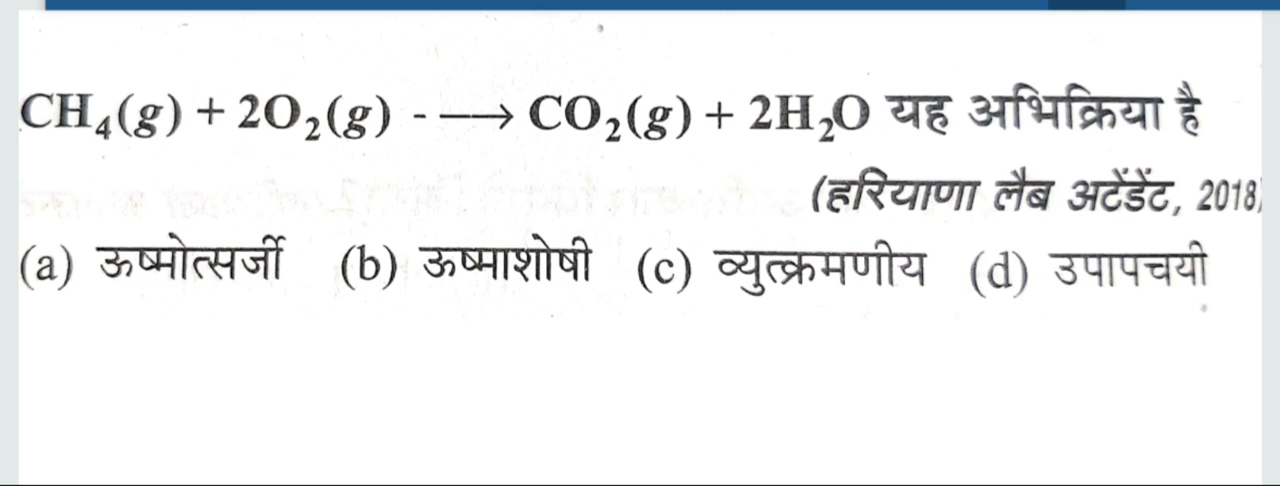 CH₄(g) + 2O₂(g) - ⟶ CO₂(g) + 2H₂O यह अभिक्रिया है
(हरियाणा लैब अटेंडेंट, 2018)
(a) ऊष्मोत्सर्जी (b) ऊष्माशोषी (c) व्युत्क्रमणीय (d) उपापचयी